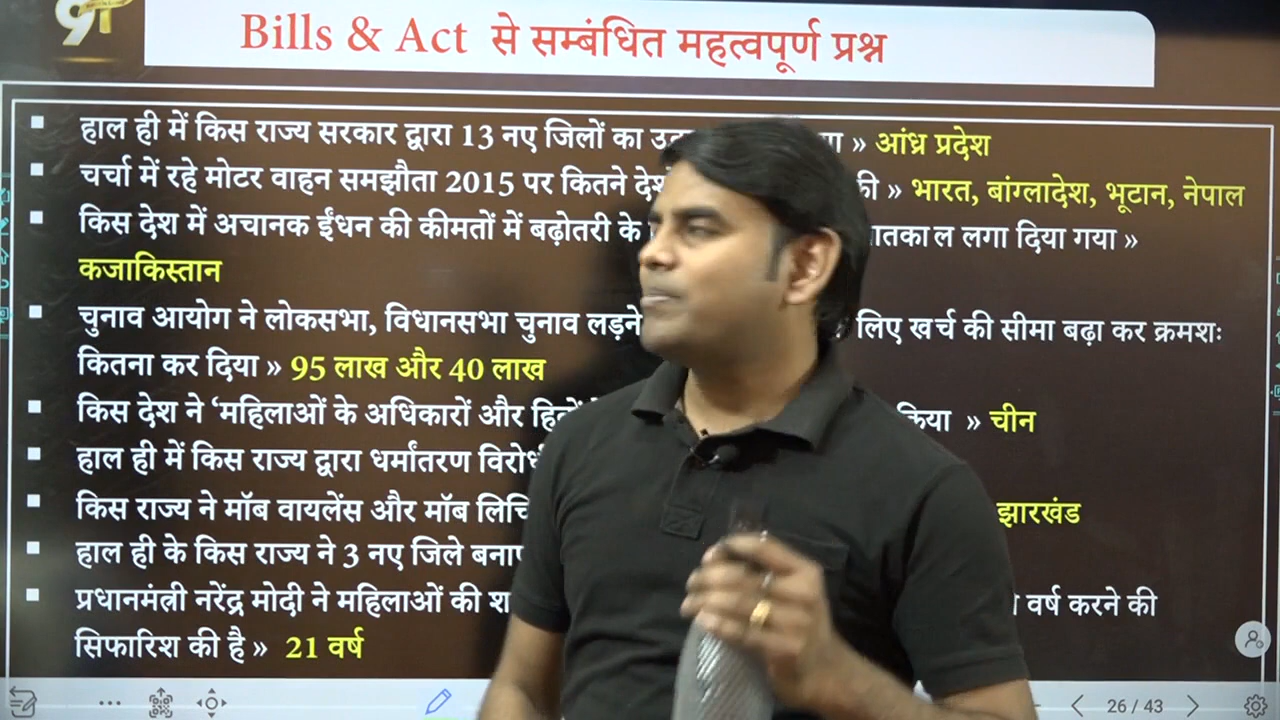 Bills & Act से सम्बंधित महत्वपूर्ण प्रश्न
हाल ही में किस राज्य सरकार द्वारा 13 नए जिलों का » आंध्र प्रदेश
चर्चा में रहे मोटर वाहन समझौता 2015 पर कितने » भारत, बांग्लादेश, भूटान, नेपाल
किस देश में अचानक ईंधन की कीमतों में बढ़ोतरी के लगा दिया गया »
कजाकिस्तान
चुनाव आयोग ने लोकसभा, विधानसभा चुनाव लड़ने लिए खर्च की सीमा बढ़ा कर क्रमशः
कितना कर दिया » 95 लाख और 40 लाख
किस देश ने ‘महिलाओं के अधिकारों और » चीन
हाल ही में किस राज्य द्वारा धर्मांतरण
किस राज्य ने मॉब वायलेंस और मॉब झारखंड
हाल ही के किस राज्य ने 3 नए जिले
प्रधानमंत्री नरेंद्र मोदी ने महिलाओं की वर्ष करने की
सिफारिश की है » 21 वर्ष
26 / 43